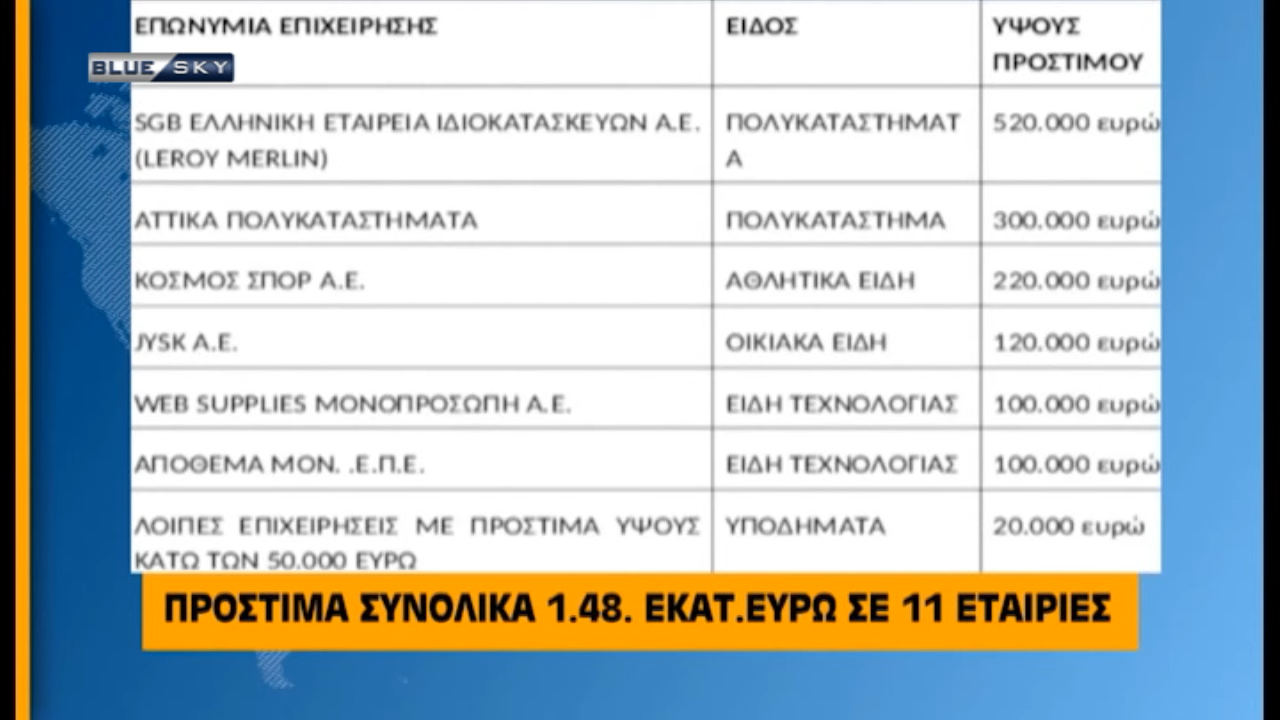 ΕΠΩΝΥΜΙΑ ΕΠΙΧΕΙΡΗΣΗΣ ΕΙΔΟΣ ΥΨΟΥΣ
ΠΡΟΣΤΙΜΟΥ
BLUE SKY
SGB ΕΛΛΗΝΙΚΗ ΕΤΑΙΡΕΙΑ ΙΔΙΟΚΑΤΑΣΚΕΥΩΝ Α.Ε. ΠΟΛΥΚΑΤΑΣΤΗΜΑΤ 520.000 ευρώ
(LEROY MERLIN) Α
ΑΤΤΙΚΑ ΠΟΛΥΚΑΤΑΣΤΗΜΑΤΑ ΠΟΛΥΚΑΤΑΣΤΗΜΑ 300.000 ευρώ
ΚΟΣΜΟΣ ΣΠΟΡ Α.Ε. ΑΘΛΗΤΙΚΑ ΕΙΔΗ 220.000 ευρώ
JYSK Α.Ε. ΟΙΚΙΑΚΑ ΕΙΔΗ 120.000 ευρώ
WEB SUPPLIES ΜΟΝΟΠΡΟΣΩΠΗ Α.Ε. ΕΙΔΗ ΤΕΧΝΟΛΟΓΙΑΣ 100.000 ευρώ
ΑΠΟΘΕΜΑ ΜΟΝ. .Ε.Π.Ε. ΕΙΔΗ ΤΕΧΝΟΛΟΓΙΑΣ 100.000 ευρώ
ΛΟΙΠΕΣ ΕΠΙΧΕΙΡΗΣΕΙΣ ΜΕ ΠΡΟΣΤΙΜΑ ΥΨΟΥΣ ΥΠΟΔΗΜΑΤΑ 20.000 ευρώ
ΚΑΤΩ ΤΩΝ 50.000 ΕΥΡΩ
ΠΡΟΣΤΙΜΑ ΣΥΝΟΛΙΚΑ 1.48. ΕΚΑΤ.ΕΥΡΩ ΣΕ 11 ΕΤΑΙΡΙΕΣ